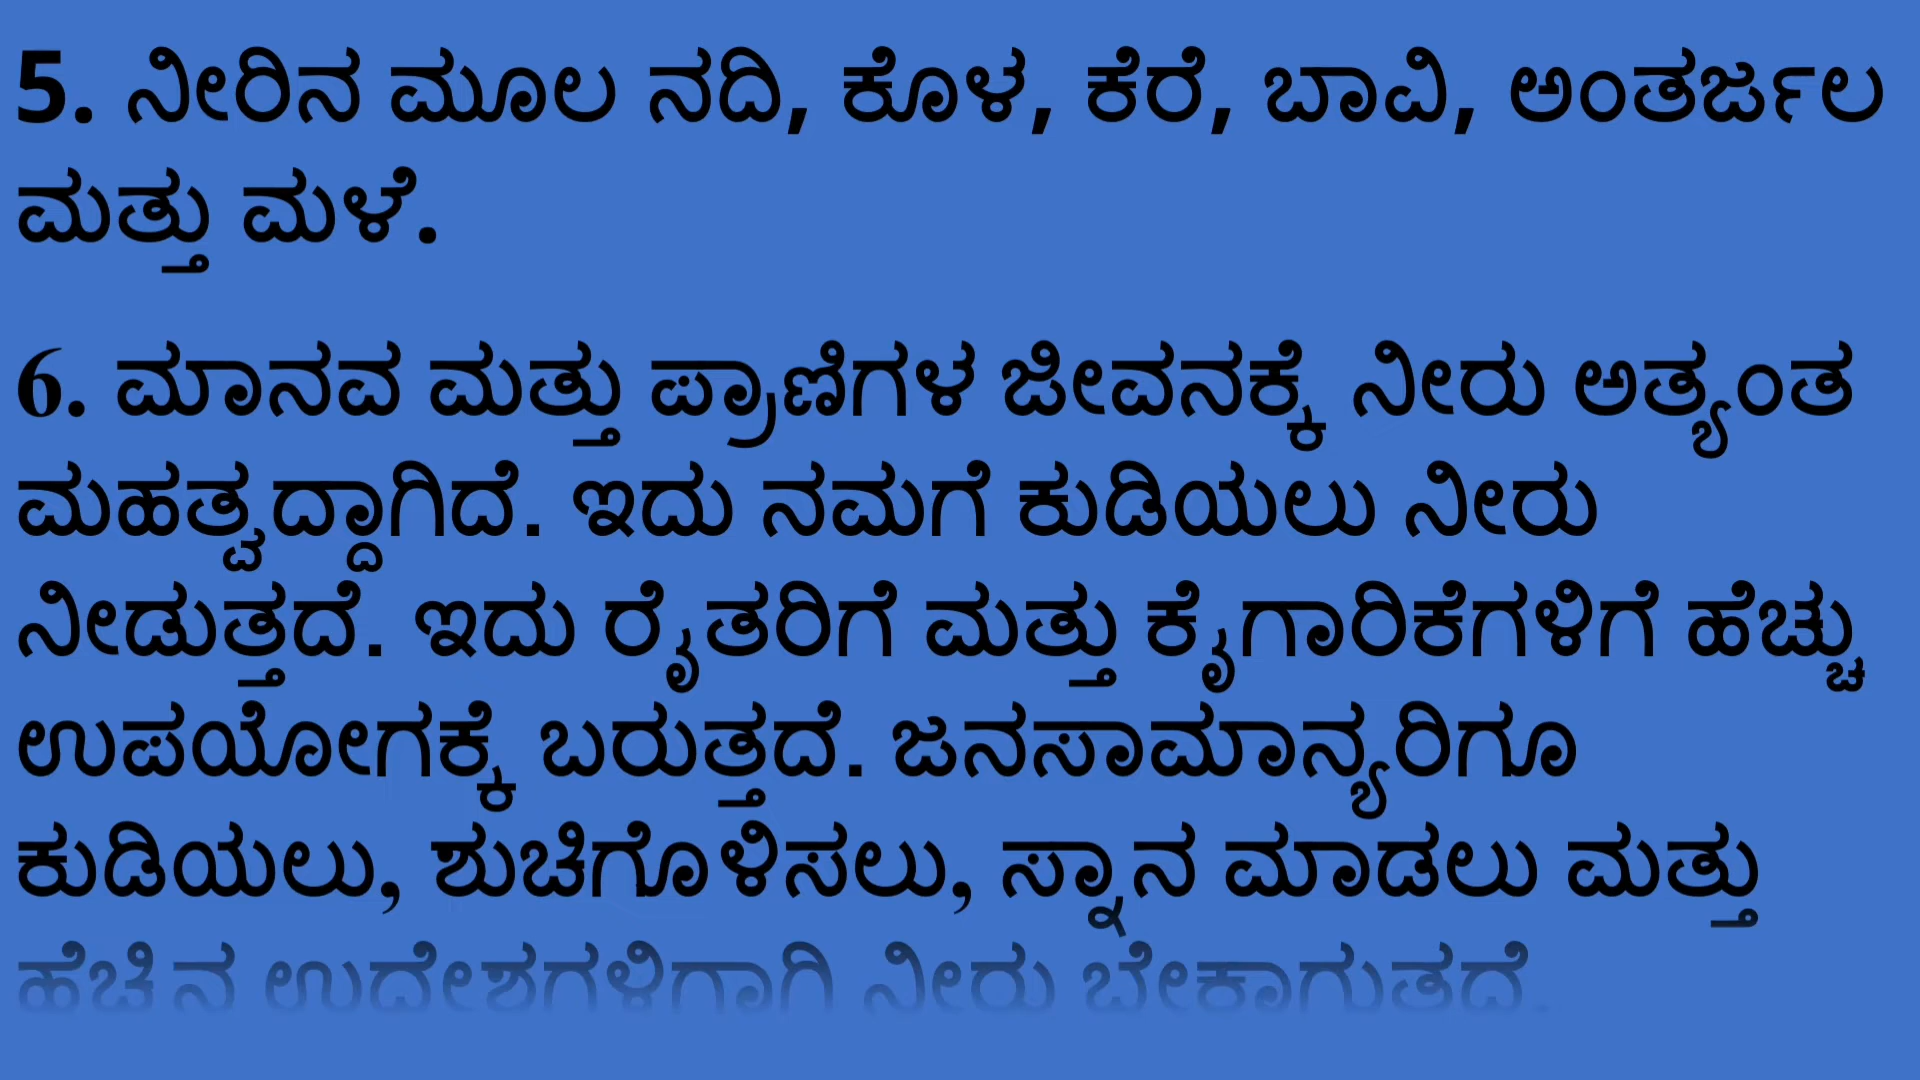 5. ನೀರಿನ ಮೂಲ ನದಿ, ಕೊಳ, ಕೆರೆ, ಬಾವಿ, ಅಂತರ್ಜಲ
ಮತ್ತು ಮಳೆ.
6. ಮಾನವ ಮತ್ತು ಪ್ರಾಣಿಗಳ ಜೀವನಕ್ಕೆ ನೀರು ಅತ್ಯಂತ
ಮಹತ್ವದ್ದಾಗಿದೆ. ಇದು ನಮಗೆ ಕುಡಿಯಲು ನೀರು
ನೀಡುತ್ತದೆ. ಇದು ರೈತರಿಗೆ ಮತ್ತು ಕೈಗಾರಿಕೆಗಳಿಗೆ ಹೆಚ್ಚು
ಉಪಯೋಗಕ್ಕೆ ಬರುತ್ತದೆ. ಜನಸಾಮಾನ್ಯರಿಗೂ
ಕುಡಿಯಲು, ಶುಚಿಗೊಳಿಸಲು, ಸ್ನಾನ ಮಾಡಲು ಮತ್ತು
ಹೆಚ್ಚಿನ ಉದ್ದೇಶಗಳಿಗಾಗಿ ನೀರು ಬೇಕಾಗುತ್ತದೆ.